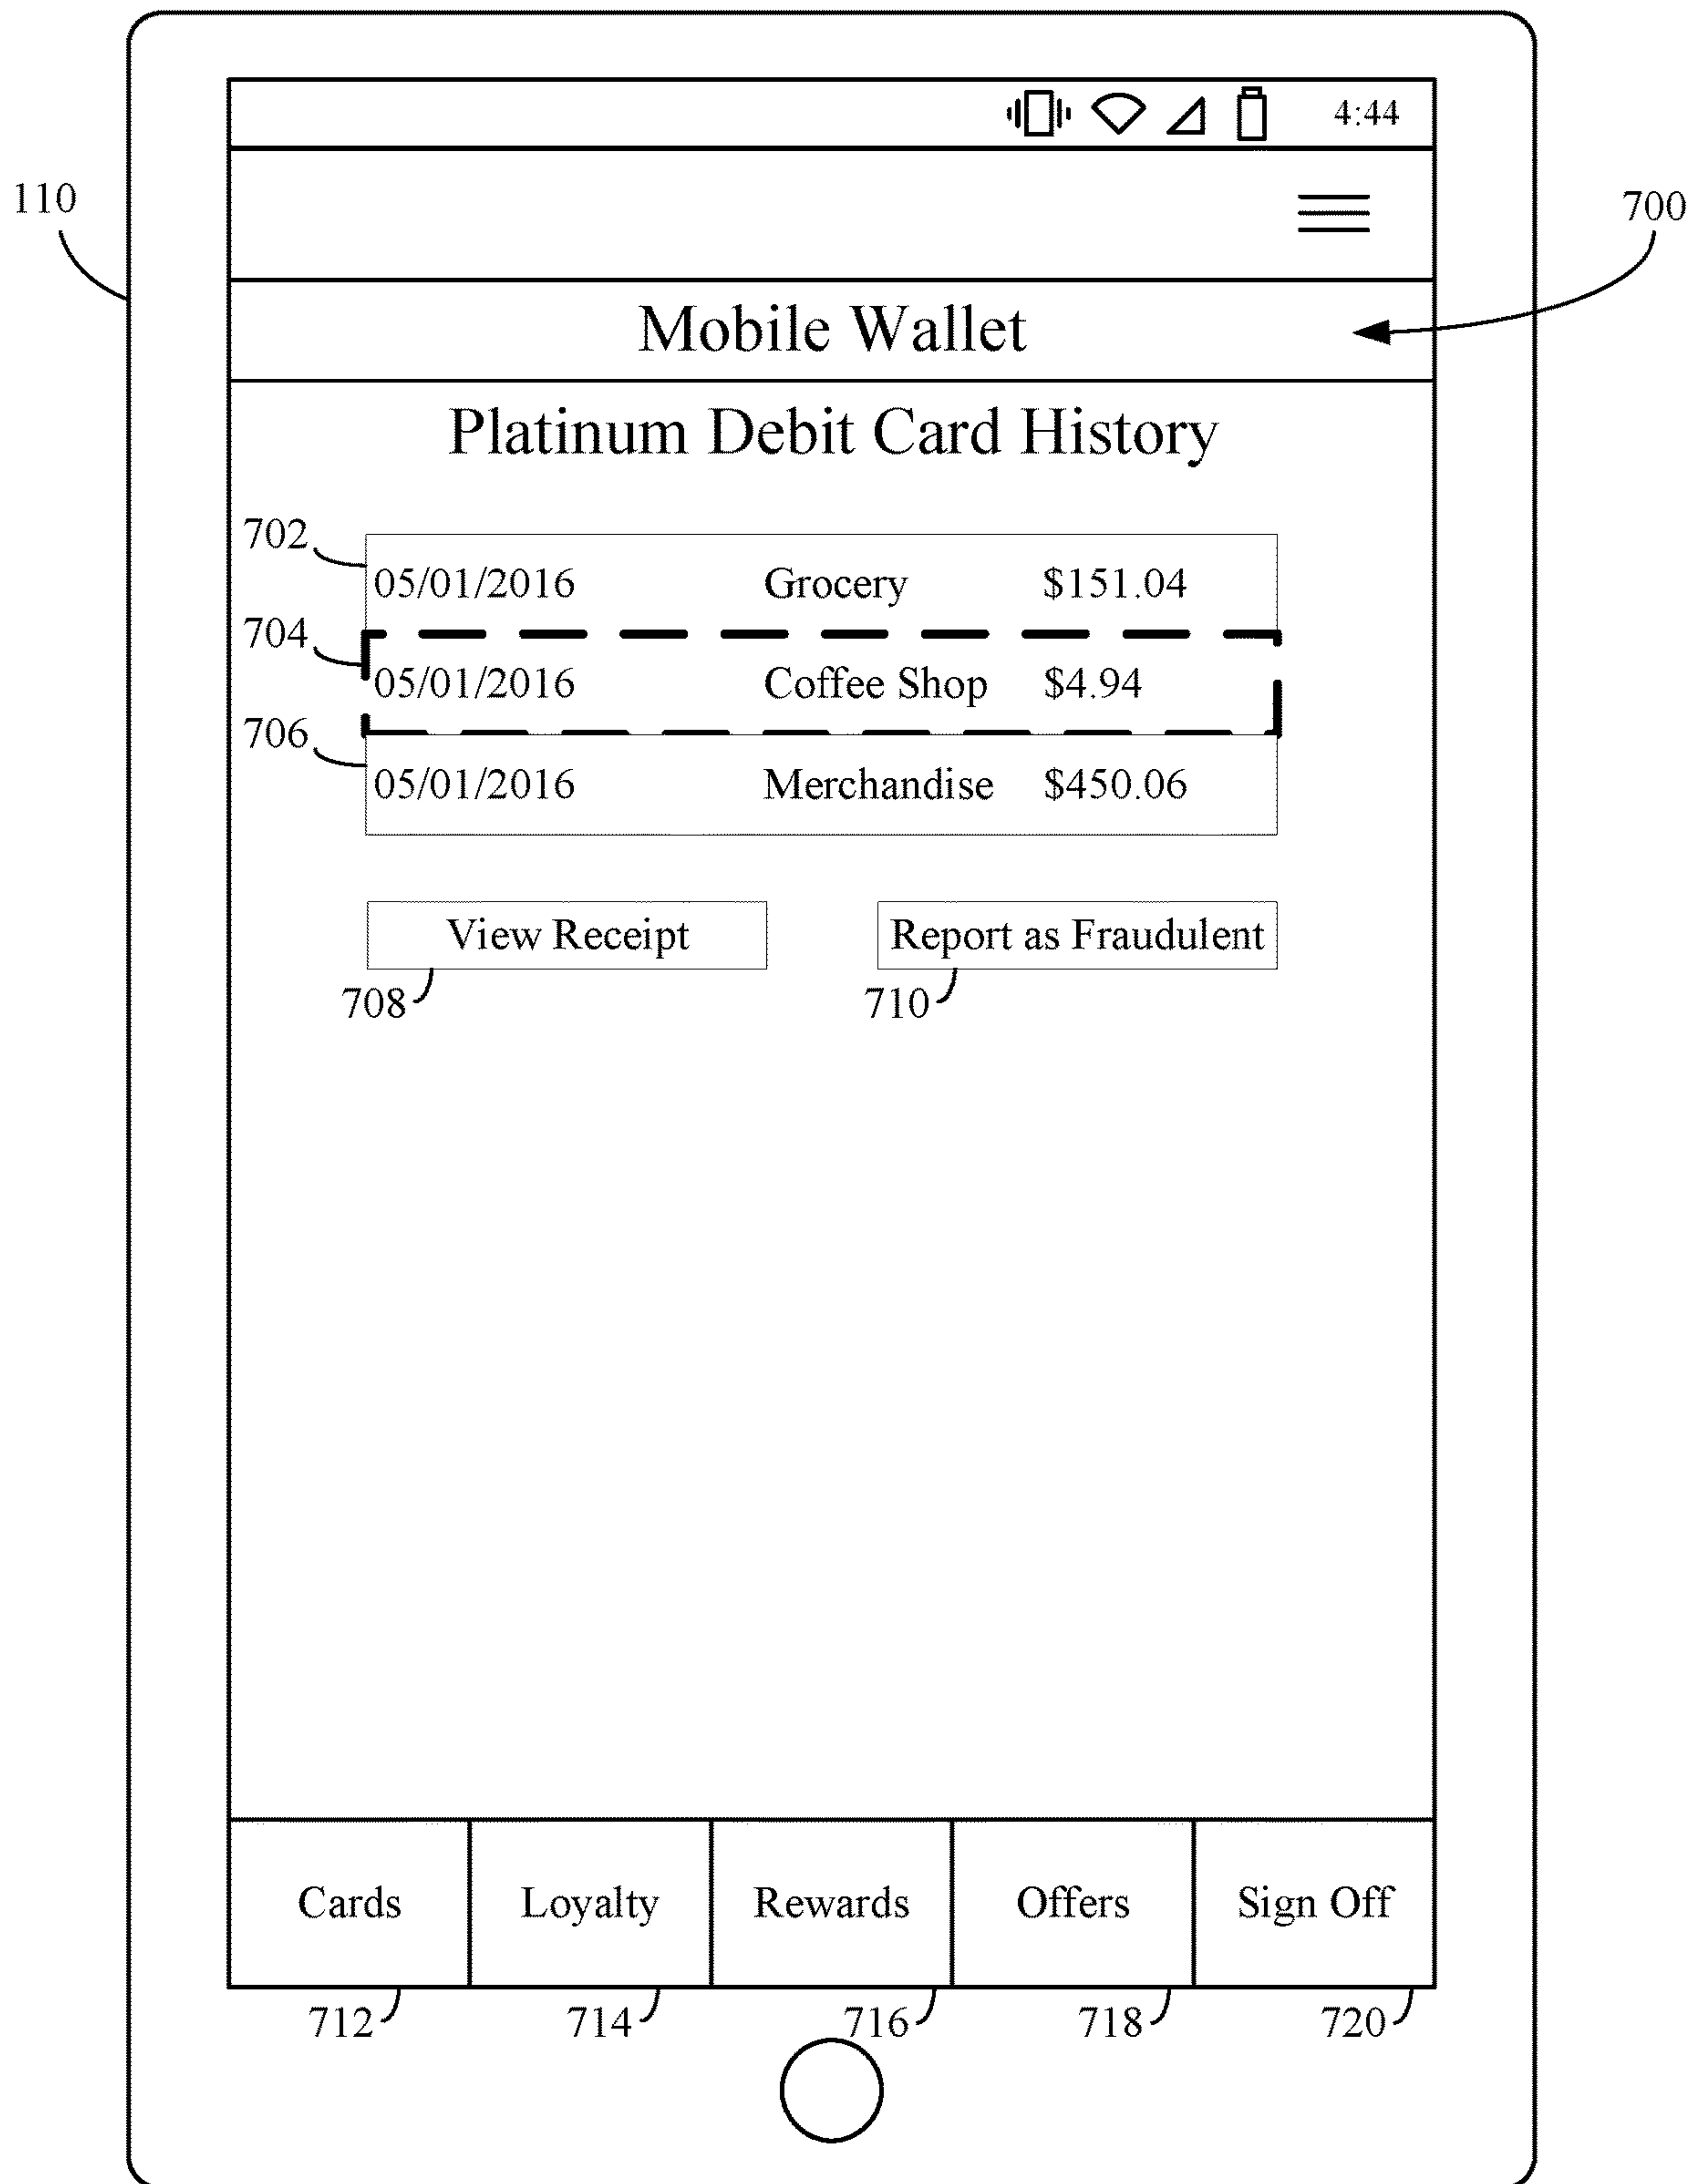 4:44
110
700
Mobile Wallet
Platinum Debit Card History
702
05/01/2016 Grocery $151.04
704
05/01/2016 Coffee Shop $4.94
706
05/01/2016 Merchandise $450.06
View Receipt Report as Fraudulent
708 710
Cards Loyalty Rewards Offers Sign Off
712 714 716 718 720